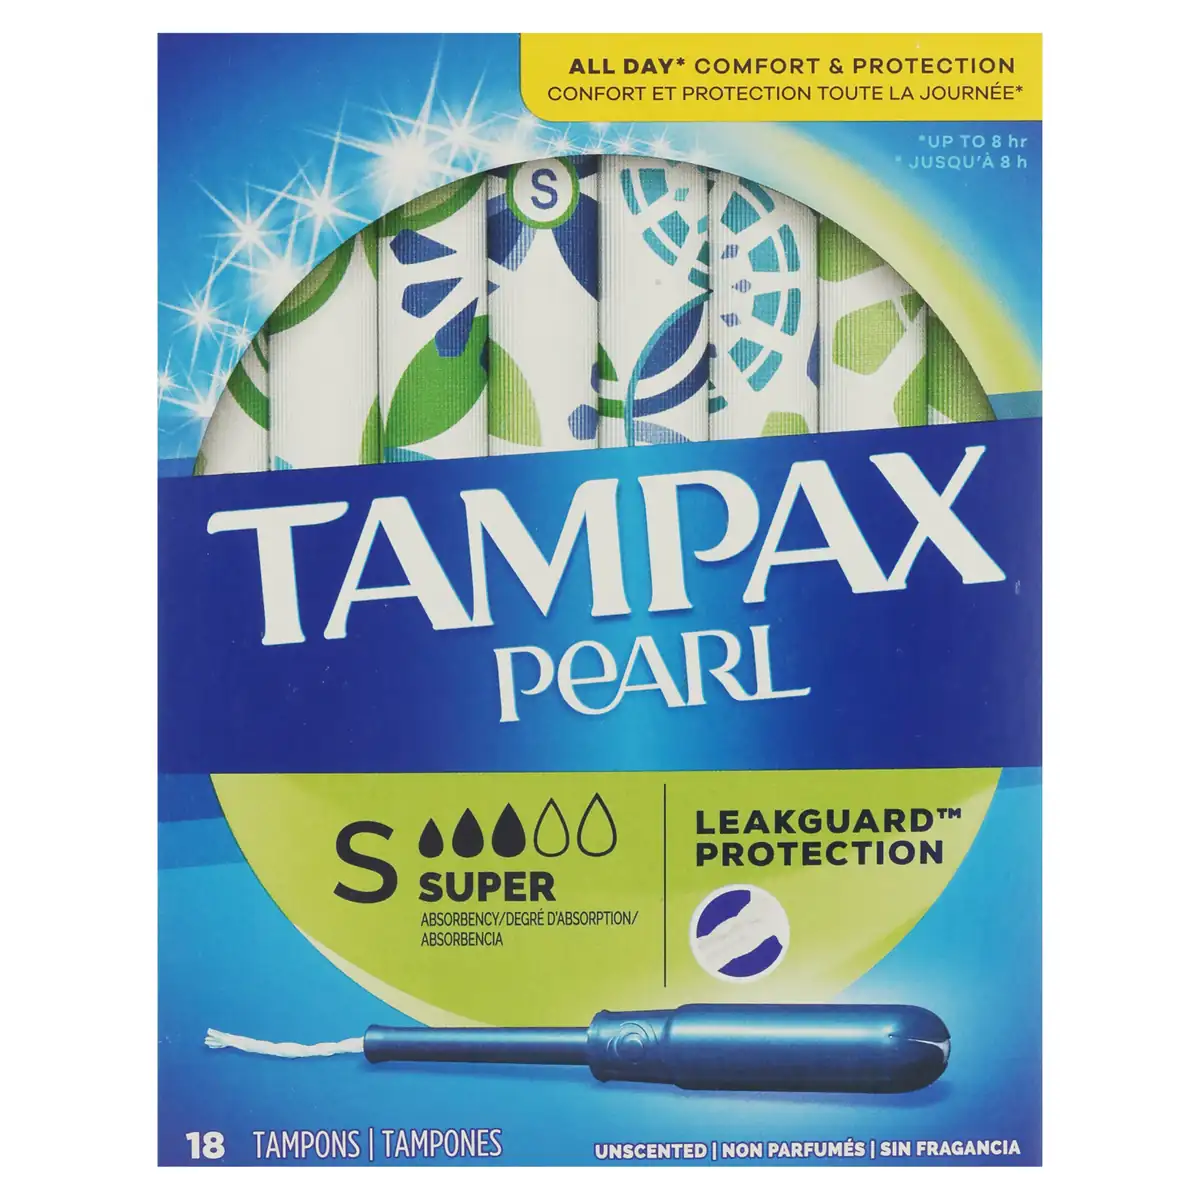 ALL DAY* COMFORT & PROTECTION
CONFORT ET PROTECTION TOUTE LA JOURNÉE*
*UP TO 8 hr
* JUSQU'À 8 h
S
TAMPAX
PEARL
S
SUPER
ABSORBENCY/DEGRÉ D'ABSORPTION/
ABSORBENCIA
LEAKGUARD™
PROTECTION
18 TAMPONS | TAMPONES
UNSCENTED | NON PARFUMÉS | SIN FRAGANCIA